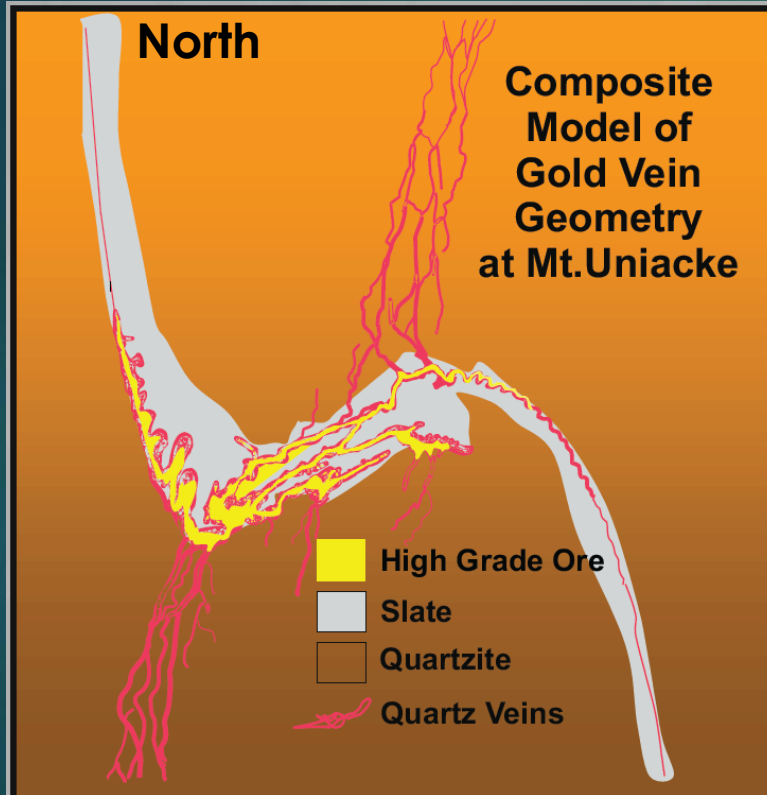 North
Composite
Model of
Gold Vein
Geometry
at Mt.Uniacke
High Grade Ore
Slate
Quartzite
Quartz Veins